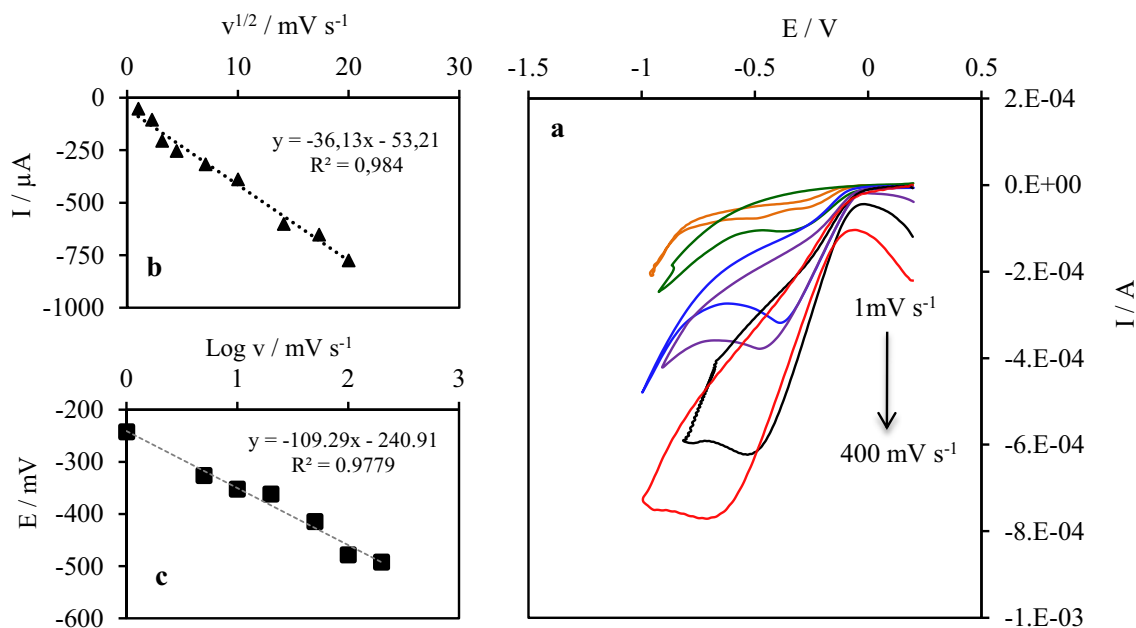 v1/2 / mV s-1
0 10 20 30
0
-250
-500
-750
-1000
I / µA
y = -36,13x - 53,21
R² = 0,984
b
Log v / mV s-1
0 1 2 3
-200
-300
-400
-500
-600
E / mV
y = -109.29x - 240.91
R² = 0.9779
c
E / V
-1.5 -1 -0.5 0 0.5
a
2.E-04
0.E+00
-2.E-04
-4.E-04
-6.E-04
-8.E-04
-1.E-03
I / A
1mV s-1
400 mV s-1